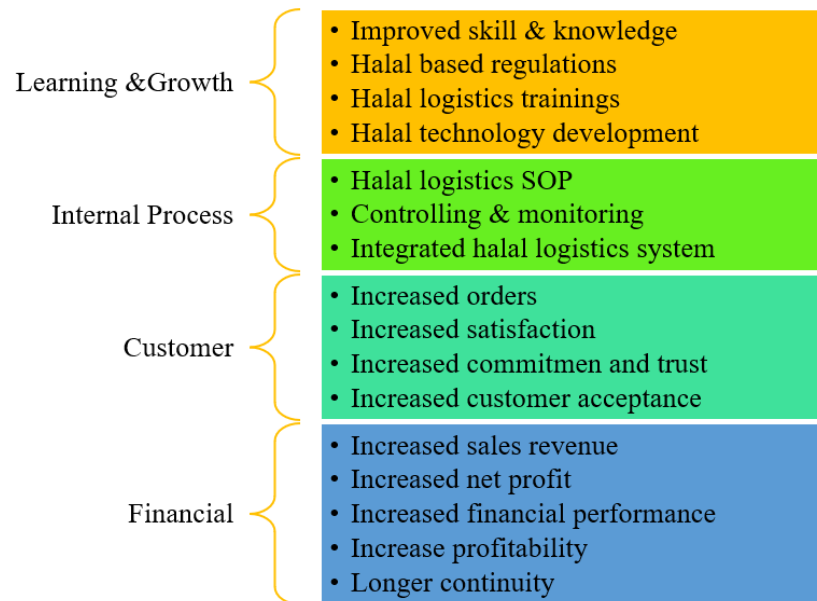 Learning &Growth
• Improved skill & knowledge
• Halal based regulations
• Halal logistics trainings
• Halal technology development
Internal Process
• Halal logistics SOP
• Controlling & monitoring
• Integrated halal logistics system
Customer
• Increased orders
• Increased satisfaction
• Increased commitmen and trust
• Increased customer acceptance
Financial
• Increased sales revenue
• Increased net profit
• Increased financial performance
• Increase profitability
• Longer continuity